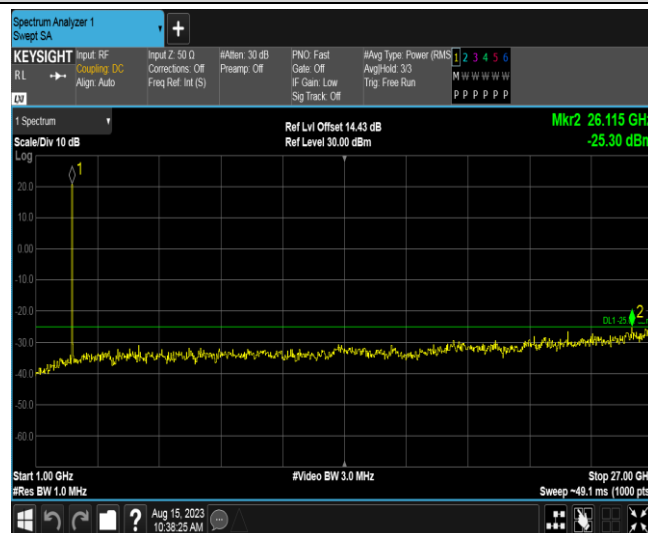 Spectrum Analyzer 1
Swept SA
+
KEYSIGHT
RL
Input: RF
Coupling: DC
Align: Auto
Input Z: 50 Ω
Corrections: Off
Freq Ref: Int (S)
#Atten: 30 dB
Preamp: Off
PNO: Fast
Gate: Off
IF Gain: Low
Sig Track: Off
#Avg Type: Power (RMS
Avg|Hold: 3/3
Trig: Free Run
1 2 3 4 5 6
M W W W W W
P P P P P P
LXI
1 Spectrum
Scale/Div 10 dB
Log
Ref Lvl Offset 14.43 dB
Ref Level 30.00 dBm
Mkr2 26.115 GHz
-25.30 dBm
1
20.0
10.0
0.00
-10.0
-20.0
DL1 -25
2
-30.0
-40.0
-50.0
-60.0
Start 1.00 GHz
#Res BW 1.0 MHz
#Video BW 3.0 MHz
Stop 27.00 GH
Sweep ~49.1 ms (1000 pts
?
Aug 15, 2023
10:38:25 AM